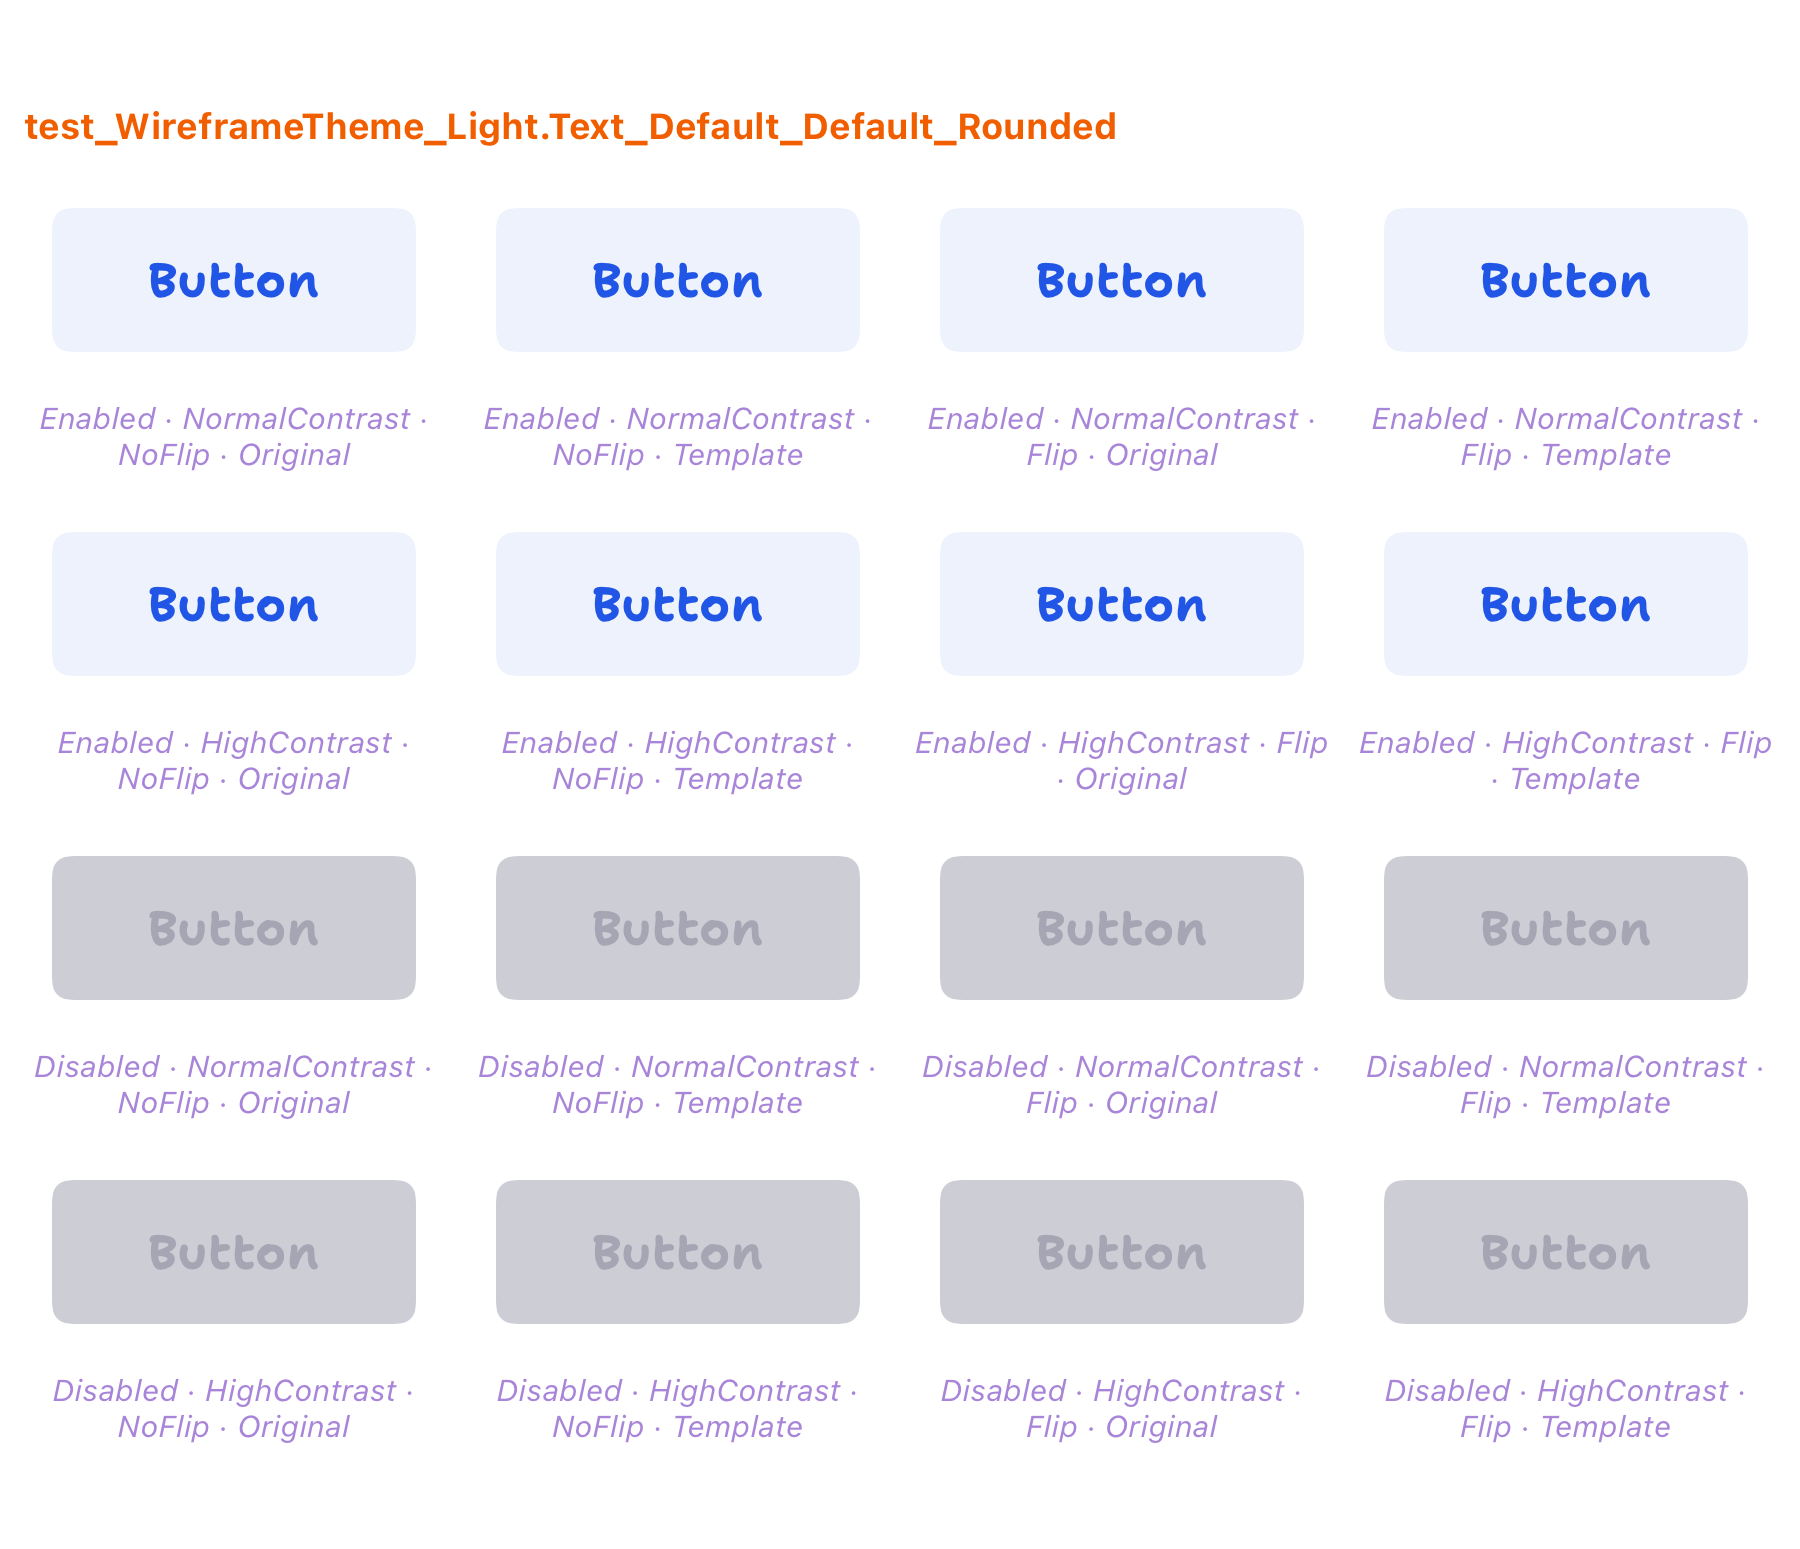 test_WireframeTheme_Light.Text_Default_Default_Rounded
Button Button Button Button
Enabled · NormalContrast · Enabled · NormalContrast · Enabled · NormalContrast · Enabled · NormalContrast ·
NoFlip · Original NoFlip · Template Flip · Original Flip · Template
Button Button Button Button
Enabled · HighContrast · Enabled · HighContrast · Enabled · HighContrast · Flip Enabled · HighContrast · Flip
NoFlip · Original NoFlip · Template · Original · Template
Button Button Button Button
Disabled · NormalContrast · Disabled · NormalContrast · Disabled · NormalContrast · Disabled · NormalContrast ·
NoFlip · Original NoFlip · Template Flip · Original Flip · Template
Button Button Button Button
Disabled · HighContrast · Disabled · HighContrast · Disabled · HighContrast · Disabled · HighContrast ·
NoFlip · Original NoFlip · Template Flip · Original Flip · Template